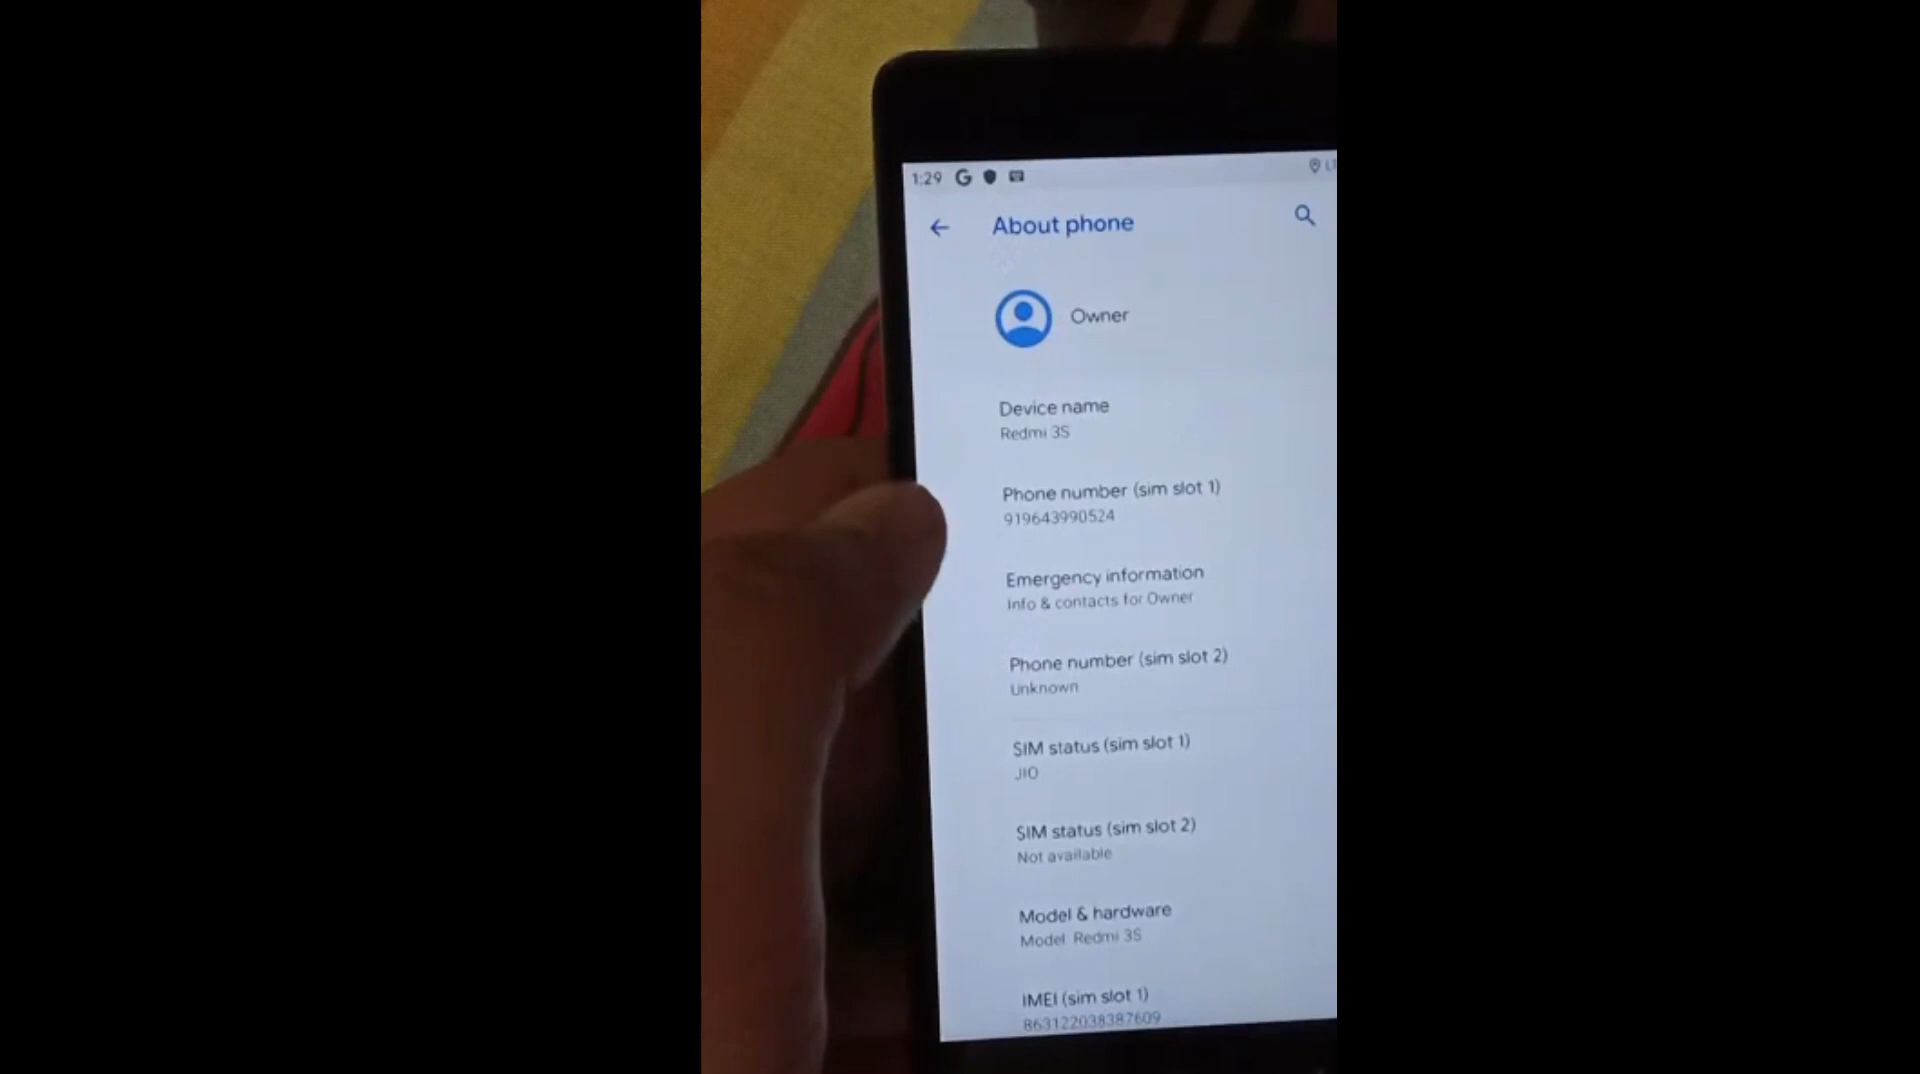 1:29
About phone
Owner
Device name
Redmi 3S
Phone number (sim slot 1)
919643990524
Emergency information
Info & contacts for Owner
Phone number (sim slot 2)
Unknown
SIM status (sim slot 1)
JIO
SIM status (sim slot 2)
Not available
Model & hardware
Model: Redmi 3S
IMEI (sim slot 1)
863122038387609